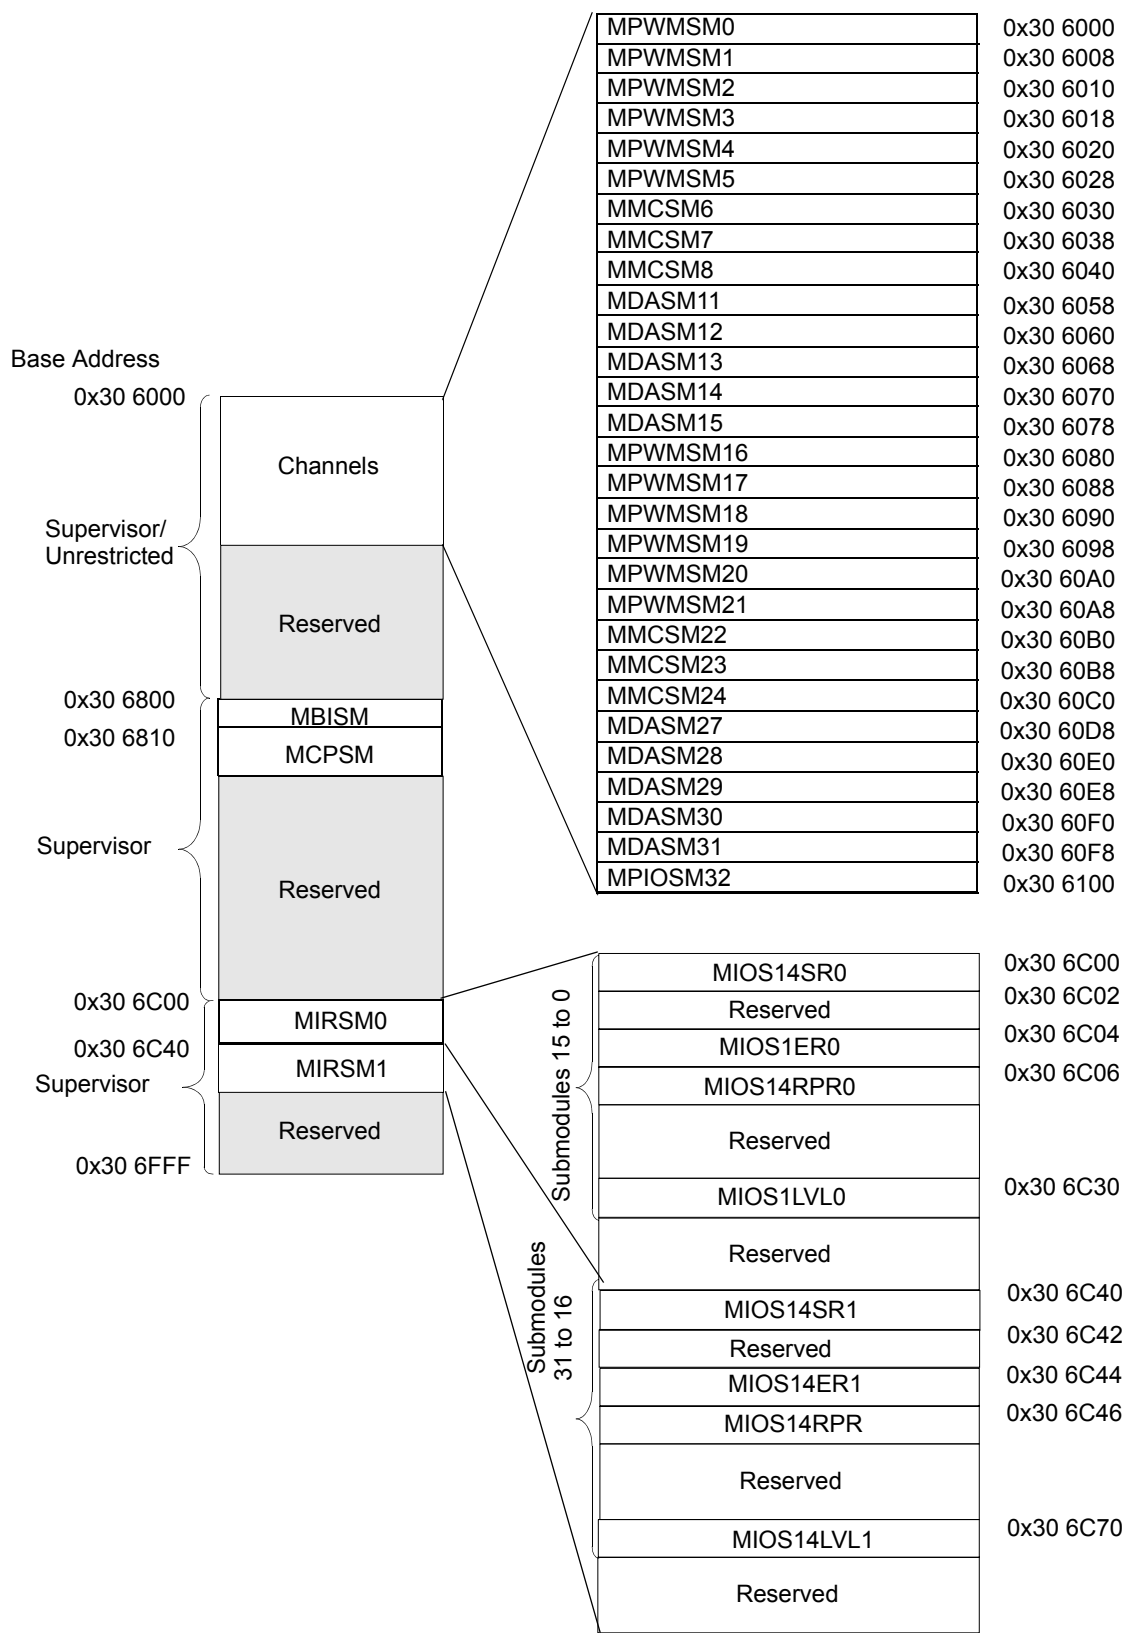 MPWMSM0 0x30 6000
MPWMSM1 0x30 6008
MPWMSM2 0x30 6010
MPWMSM3 0x30 6018
MPWMSM4 0x30 6020
MPWMSM5 0x30 6028
MMCSM6 0x30 6030
MMCSM7 0x30 6038
MMCSM8 0x30 6040
MDASM11 0x30 6058
MDASM12 0x30 6060
MDASM13 0x30 6068
MDASM14 0x30 6070
MDASM15 0x30 6078
MPWMSM16 0x30 6080
MPWMSM17 0x30 6088
MPWMSM18 0x30 6090
MPWMSM19 0x30 6098
MPWMSM20 0x30 60A0
MPWMSM21 0x30 60A8
MMCSM22 0x30 60B0
MMCSM23 0x30 60B8
MMCSM24 0x30 60C0
MDASM27 0x30 60D8
MDASM28 0x30 60E0
MDASM29 0x30 60E8
MDASM30 0x30 60F0
MDASM31 0x30 60F8
MPIOSM32 0x30 6100
Base Address
0x30 6000
Channels
Supervisor/
Unrestricted
Reserved
0x30 6800
MBISM
0x30 6810
MCPSM
Supervisor
Reserved
0x30 6C00
MIRSM0
0x30 6C40
MIRSM1
Supervisor
Reserved
0x30 6FFF
Submodules 15 to 0
MIOS14SR0 0x30 6C00
Reserved 0x30 6C02
MIOS1ER0 0x30 6C04
MIOS14RPR0 0x30 6C06
Reserved
MIOS1LVL0 0x30 6C30
Reserved
Submodules
31 to 16
MIOS14SR1 0x30 6C40
Reserved 0x30 6C42
MIOS14ER1 0x30 6C44
MIOS14RPR 0x30 6C46
Reserved
MIOS14LVL1 0x30 6C70
Reserved